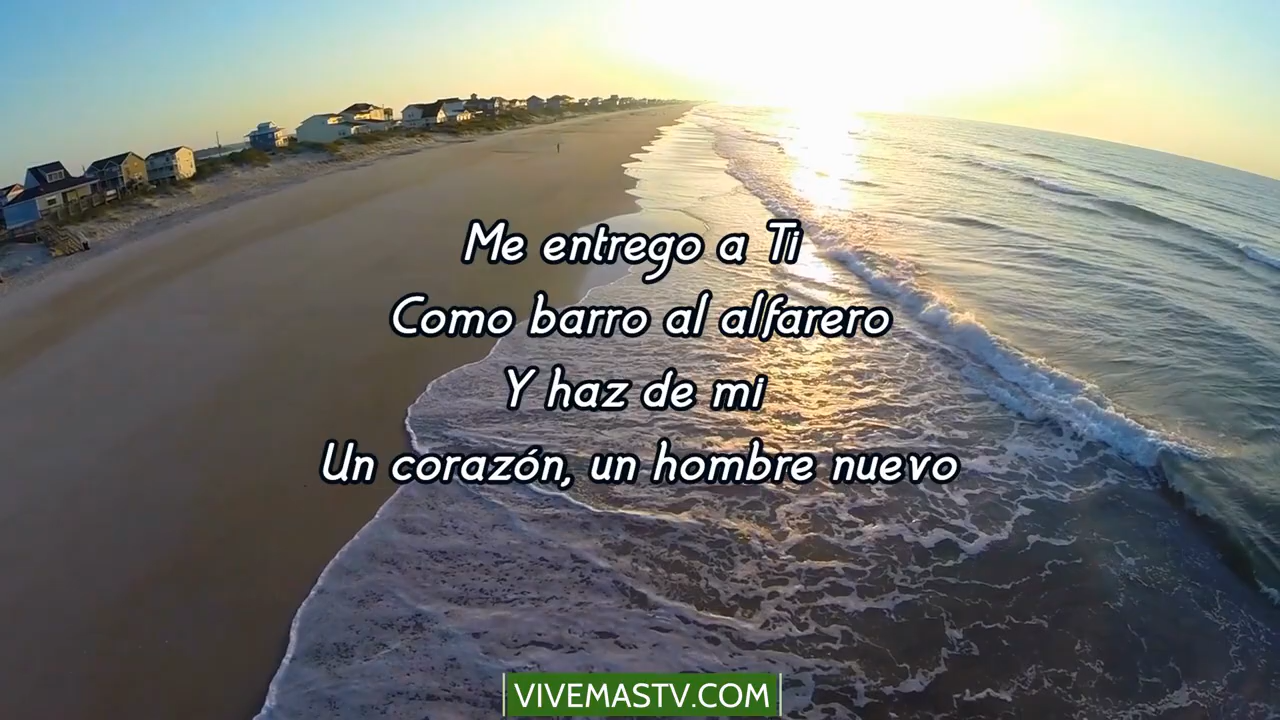 Me entrego a Ti
Como barro al alfarero
Y haz de mi
Un corazón, un hombre nuevo
VIVEMASTV.COM